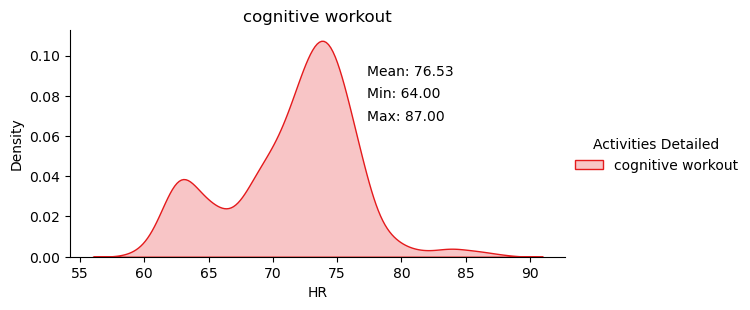 cognitive workout
Mean: 76.53
Min: 64.00
Max: 87.00
Density
0.10
0.08
0.06
0.04
0.02
0.00
55 60 65 70 75 80 85 90
HR
Activities Detailed
cognitive workout